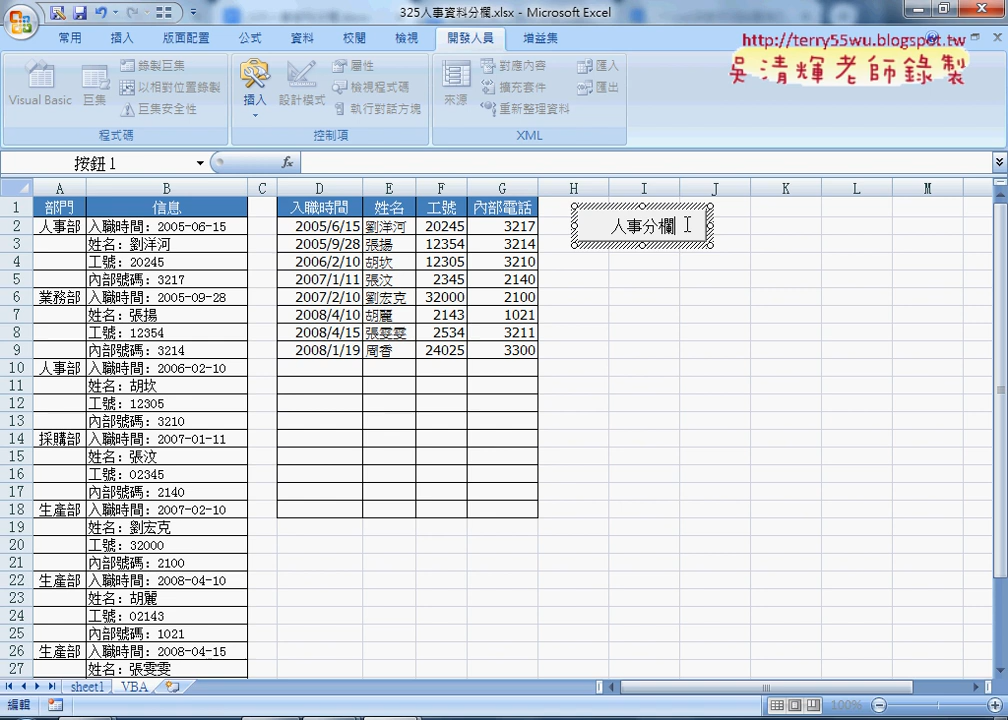 325人事資料分欄.xlsx - Microsoft Excel
常用 插入 版面配置 公式 資料 校閱 檢視 開發人員 增益集
http://terry55wu.blogspot.tw
吳清輝老師錄製
Visual Basic 巨集 錄製巨集 以相對位置錄製 巨集安全性 插入 設計模式 屬性 檢視程式碼 執行對話方塊 來源 對應內容 擴充套件 重新整理資料 匯入 匯出
程式碼 控制項 XML
按鈕 1 fx
A B C D E F G H I J K L M
1 部門 信息 入職時間 姓名 工號 內部電話
2 人事部 入職時間：2005-06-15 2005/6/15 劉洋河 20245 3217 人事分欄
3 姓名：劉洋河 2005/9/28 張揚 12354 3214
4 工號：20245 2006/2/10 胡坎 12305 3210
5 內部號碼：3217 2007/1/11 張汶 2345 2140
6 業務部 入職時間：2005-09-28 2007/2/10 劉宏克 32000 2100
7 姓名：張揚 2008/4/10 胡麗 2143 1021
8 工號：12354 2008/4/15 張雯雯 2534 3211
9 內部號碼：3214 2008/1/19 周香 24025 3300
10 人事部 入職時間：2006-02-10
11 姓名：胡坎
12 工號：12305
13 內部號碼：3210
14 採購部 入職時間：2007-01-11
15 姓名：張汶
16 工號：02345
17 內部號碼：2140
18 生產部 入職時間：2007-02-10
19 姓名：劉宏克
20 工號：32000
21 內部號碼：2100
22 生產部 入職時間：2008-04-10
23 姓名：胡麗
24 工號：02143
25 內部號碼：1021
26 生產部 入職時間：2008-04-15
27 姓名：張雯雯
sheet1 VBA
編輯 100%